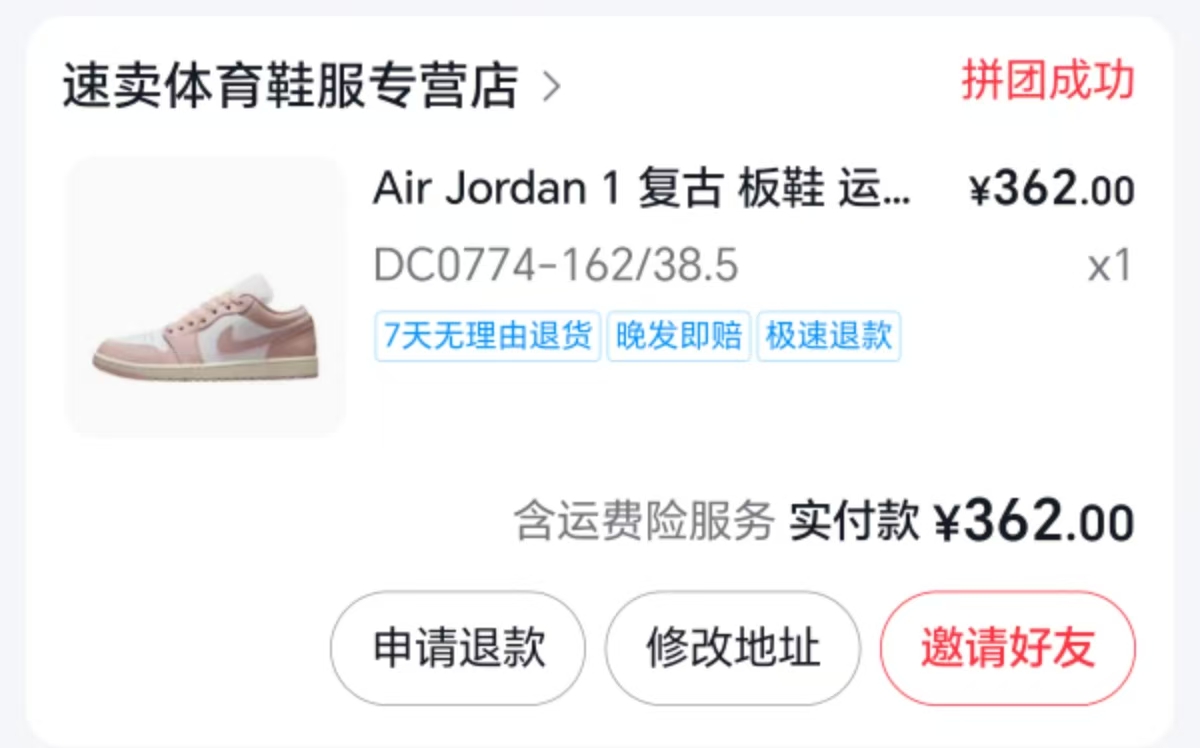 速卖体育鞋服专营店 >
拼团成功
Air Jordan 1 复古 板鞋 运... ¥362.00
DC0774-162/38.5 x1
7天无理由退货 晚发即赔 极速退款
含运费险服务 实付款 ¥362.00
申请退款 修改地址 邀请好友